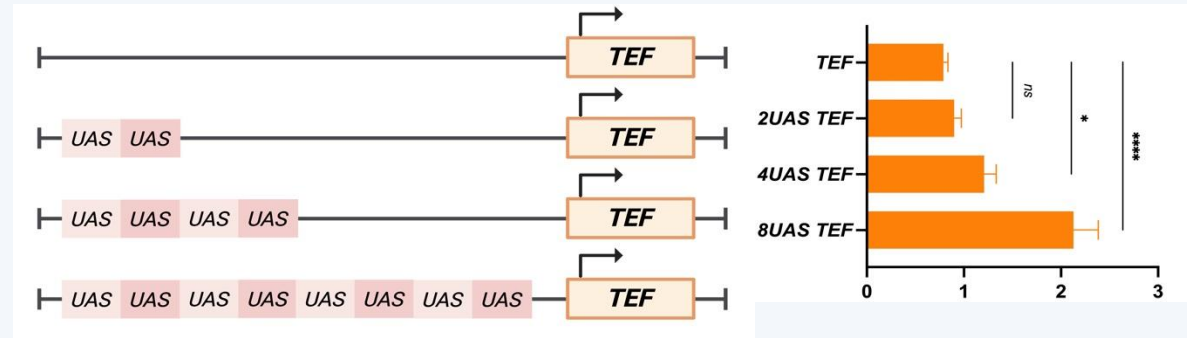 TEF
UAS UAS TEF
UAS UAS UAS UAS TEF
UAS UAS UAS UAS UAS UAS UAS UAS TEF
TEF
2UAS TEF
4UAS TEF
8UAS TEF
ns
*
****
0 1 2 3